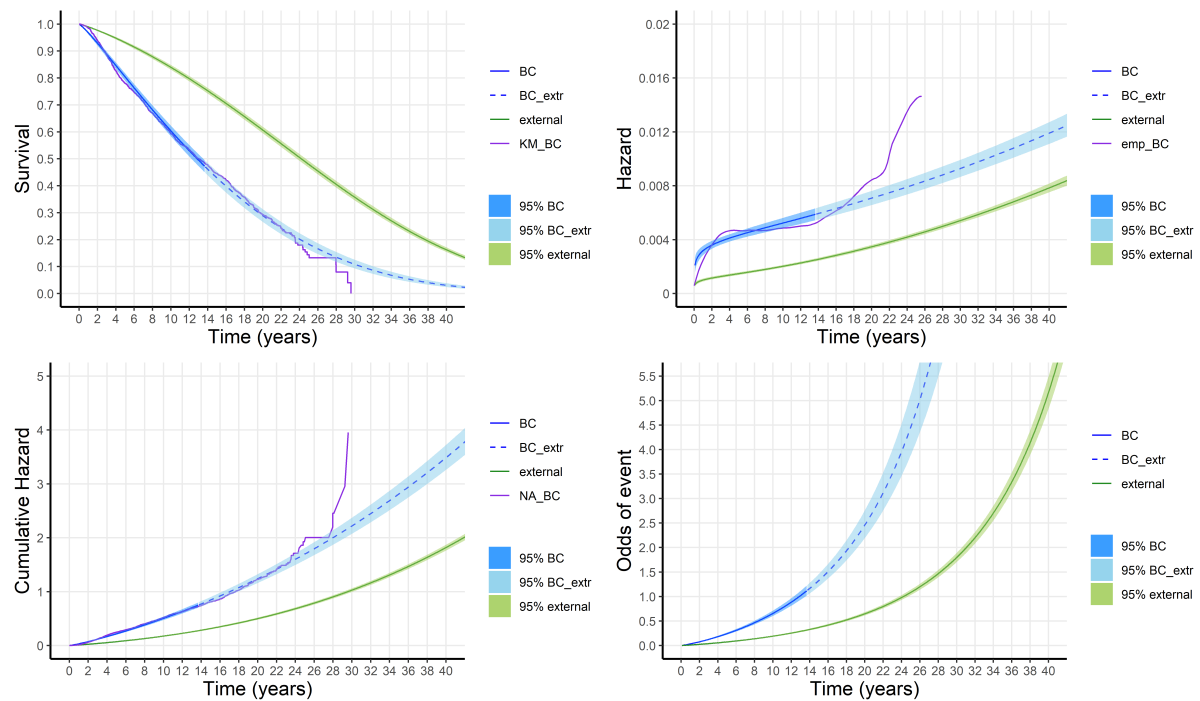 Survival
1.0
0.9
0.8
0.7
0.6
0.5
0.4
0.3
0.2
0.1
0.0
0 2 4 6 8 10 12 14 16 18 20 22 24 26 28 30 32 34 36 38 40
Time (years)
BC
BC_extr
external
KM_BC
95% BC
95% BC_extr
95% external
Hazard
0.02
0.016
0.012
0.008
0.004
0
0 2 4 6 8 10 12 14 16 18 20 22 24 26 28 30 32 34 36 38 40
Time (years)
BC
BC_extr
external
emp_BC
95% BC
95% BC_extr
95% external
Cumulative Hazard
5
4
3
2
1
0
0 2 4 6 8 10 12 14 16 18 20 22 24 26 28 30 32 34 36 38 40
Time (years)
BC
BC_extr
external
NA_BC
95% BC
95% BC_extr
95% external
Odds of event
5.5
5.0
4.5
4.0
3.5
3.0
2.5
2.0
1.5
1.0
0.5
0.0
0 2 4 6 8 10 12 14 16 18 20 22 24 26 28 30 32 34 36 38 40
Time (years)
BC
BC_extr
external
95% BC
95% BC_extr
95% external